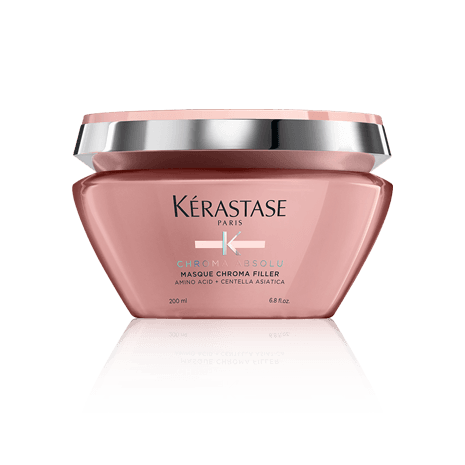 KÉRASTASE
PARIS
K
CHROMA ABSOLU
MASQUE CHROMA FILLER
AMINO ACID • CENTELLA ASIATICA
200 ml 6.8 fl.oz.